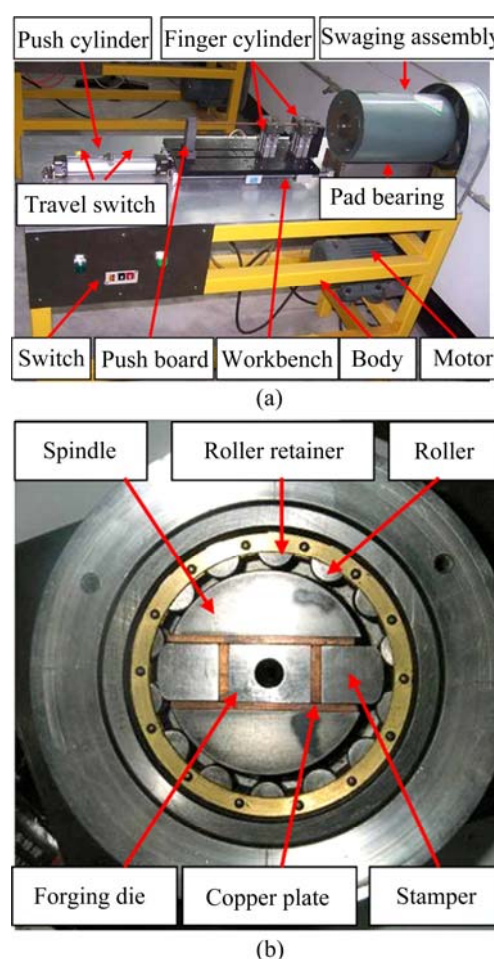 Push cylinder
Finger cylinder
Swaging assembly
Travel switch
Pad bearing
Switch
Push board
Workbench
Body
Motor
(a)
Spindle
Roller retainer
Roller
Forging die
Copper plate
Stamper
(b)